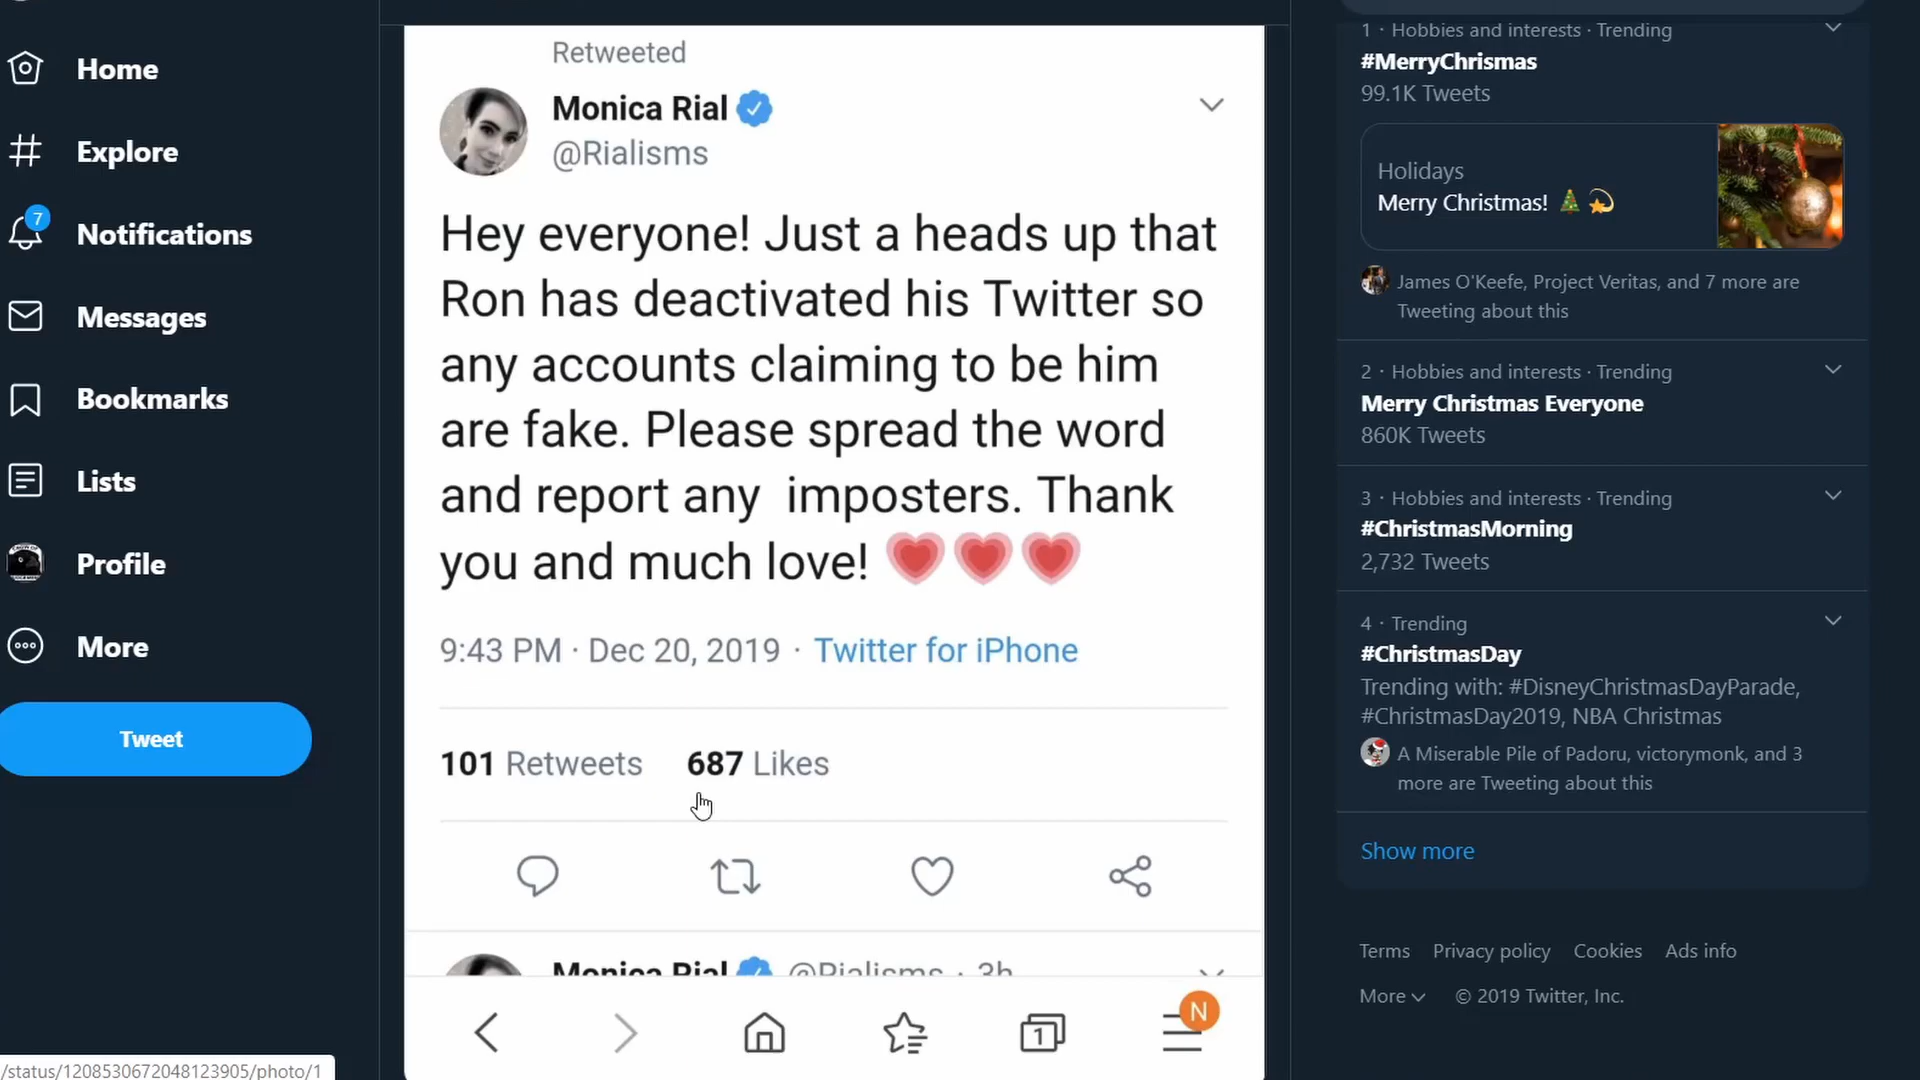 Home
Explore
7
Notifications
Messages
Bookmarks
Lists
Profile
More
Tweet
Retweeted
Monica Rial
@Rialisms
Hey everyone! Just a heads up that
Ron has deactivated his Twitter so
any accounts claiming to be him
are fake. Please spread the word
and report any  imposters. Thank
you and much love! ❤❤❤
9:43 PM · Dec 20, 2019 · Twitter for iPhone
101 Retweets 687 Likes
Monica Rial @Rialisms · 3h
1
N
/status/1208530672048123905/photo/1
1 · Hobbies and interests · Trending
#MerryChrismas
99.1K Tweets
Holidays
Merry Christmas! 🎄💫
James O'Keefe, Project Veritas, and 7 more are
Tweeting about this
2 · Hobbies and interests · Trending
Merry Christmas Everyone
860K Tweets
3 · Hobbies and interests · Trending
#ChristmasMorning
2,732 Tweets
4 · Trending
#ChristmasDay
Trending with: #DisneyChristmasDayParade,
#ChristmasDay2019, NBA Christmas
A Miserable Pile of Padoru, victorymonk, and 3
more are Tweeting about this
Show more
Terms Privacy policy Cookies Ads info
More © 2019 Twitter, Inc.